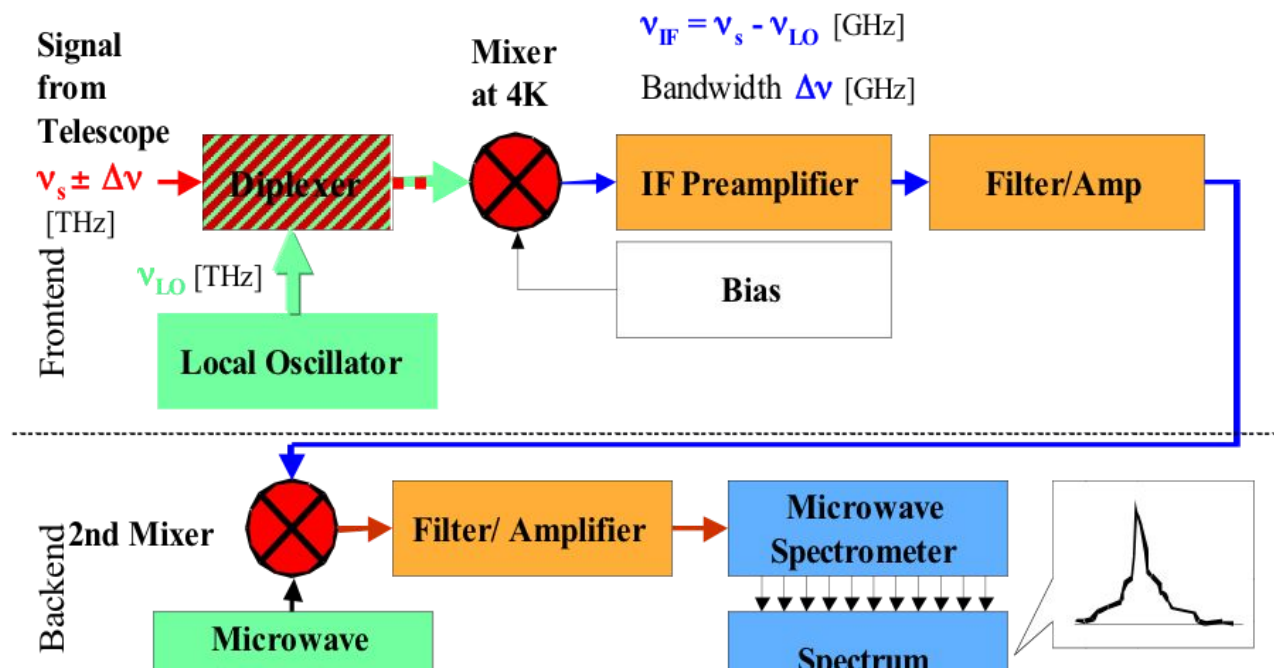 Signal
from
Telescope
νs ± Δν
[THz]
Mixer
at 4K
νIF = νs - νLO [GHz]
Bandwidth Δν [GHz]
Diplexer
IF Preamplifier
Filter/Amp
νLO [THz]
Bias
Local Oscillator
Frontend
2nd Mixer
Filter/ Amplifier
Microwave
Spectrometer
Backend
Microwave
Spectrum